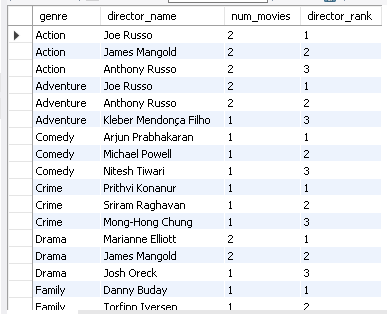 genre director_name num_movies director_rank
Action Joe Russo 2 1
Action James Mangold 2 2
Action Anthony Russo 2 3
Adventure Joe Russo 2 1
Adventure Anthony Russo 2 2
Adventure Kleber Mendonça Filho 1 3
Comedy Arjun Prabhakaran 1 1
Comedy Michael Powell 1 2
Comedy Nitesh Tiwari 1 3
Crime Prithvi Konanur 1 1
Crime Sriram Raghavan 1 2
Crime Mong-Hong Chung 1 3
Drama Marianne Elliott 2 1
Drama James Mangold 2 2
Drama Josh Oreck 1 3
Family Danny Buday 1 1
Family Torfinn Iversen 1 2